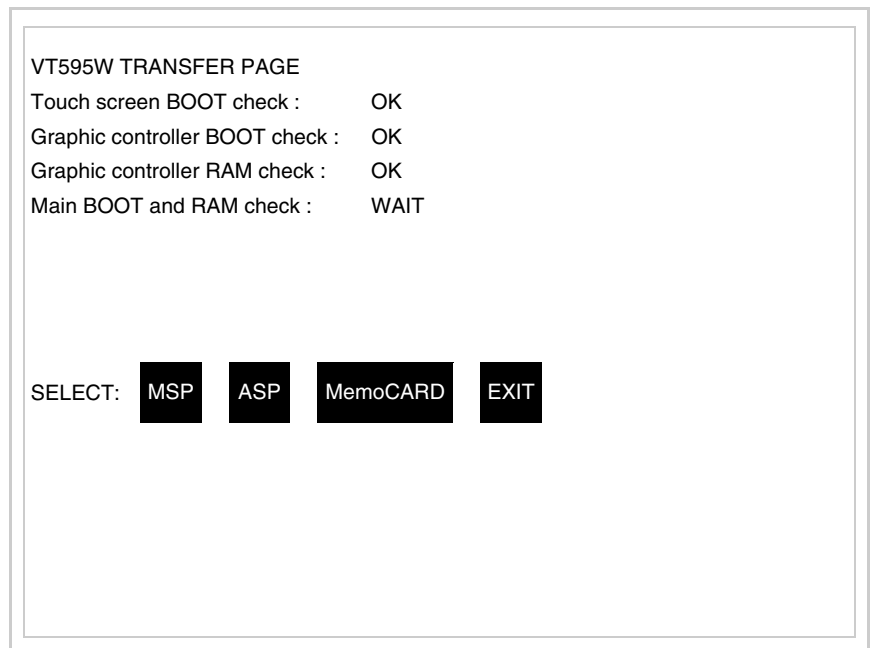 VT595W TRANSFER PAGE
Touch screen BOOT check : OK
Graphic controller BOOT check : OK
Graphic controller RAM check : OK
Main BOOT and RAM check : WAIT
SELECT: MSP ASP MemoCARD EXIT